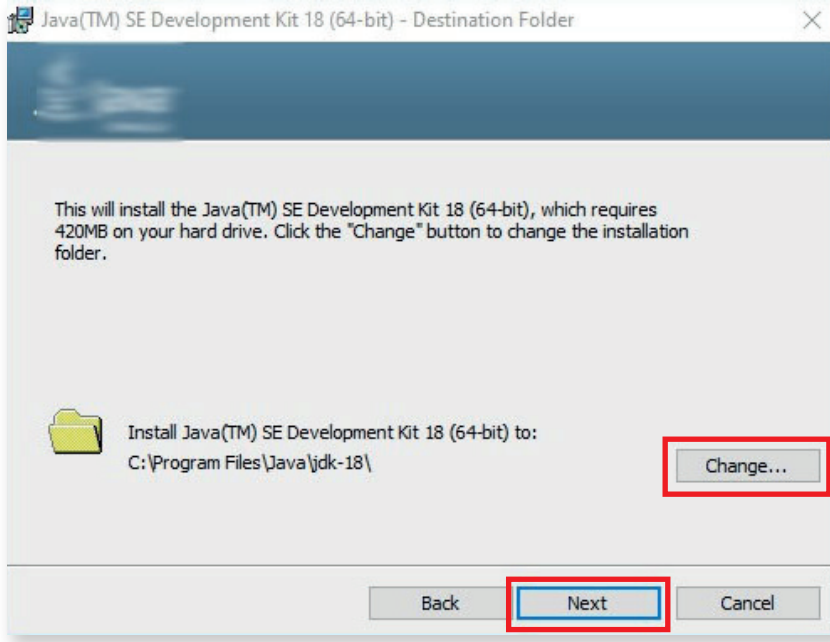 Java(TM) SE Development Kit 18 (64-bit) - Destination Folder
This will install the Java(TM) SE Development Kit 18 (64-bit), which requires
420MB on your hard drive. Click the "Change" button to change the installation
folder.
Install Java(TM) SE Development Kit 18 (64-bit) to:
C:\Program Files\Java\jdk-18\
Change...
Back
Next
Cancel